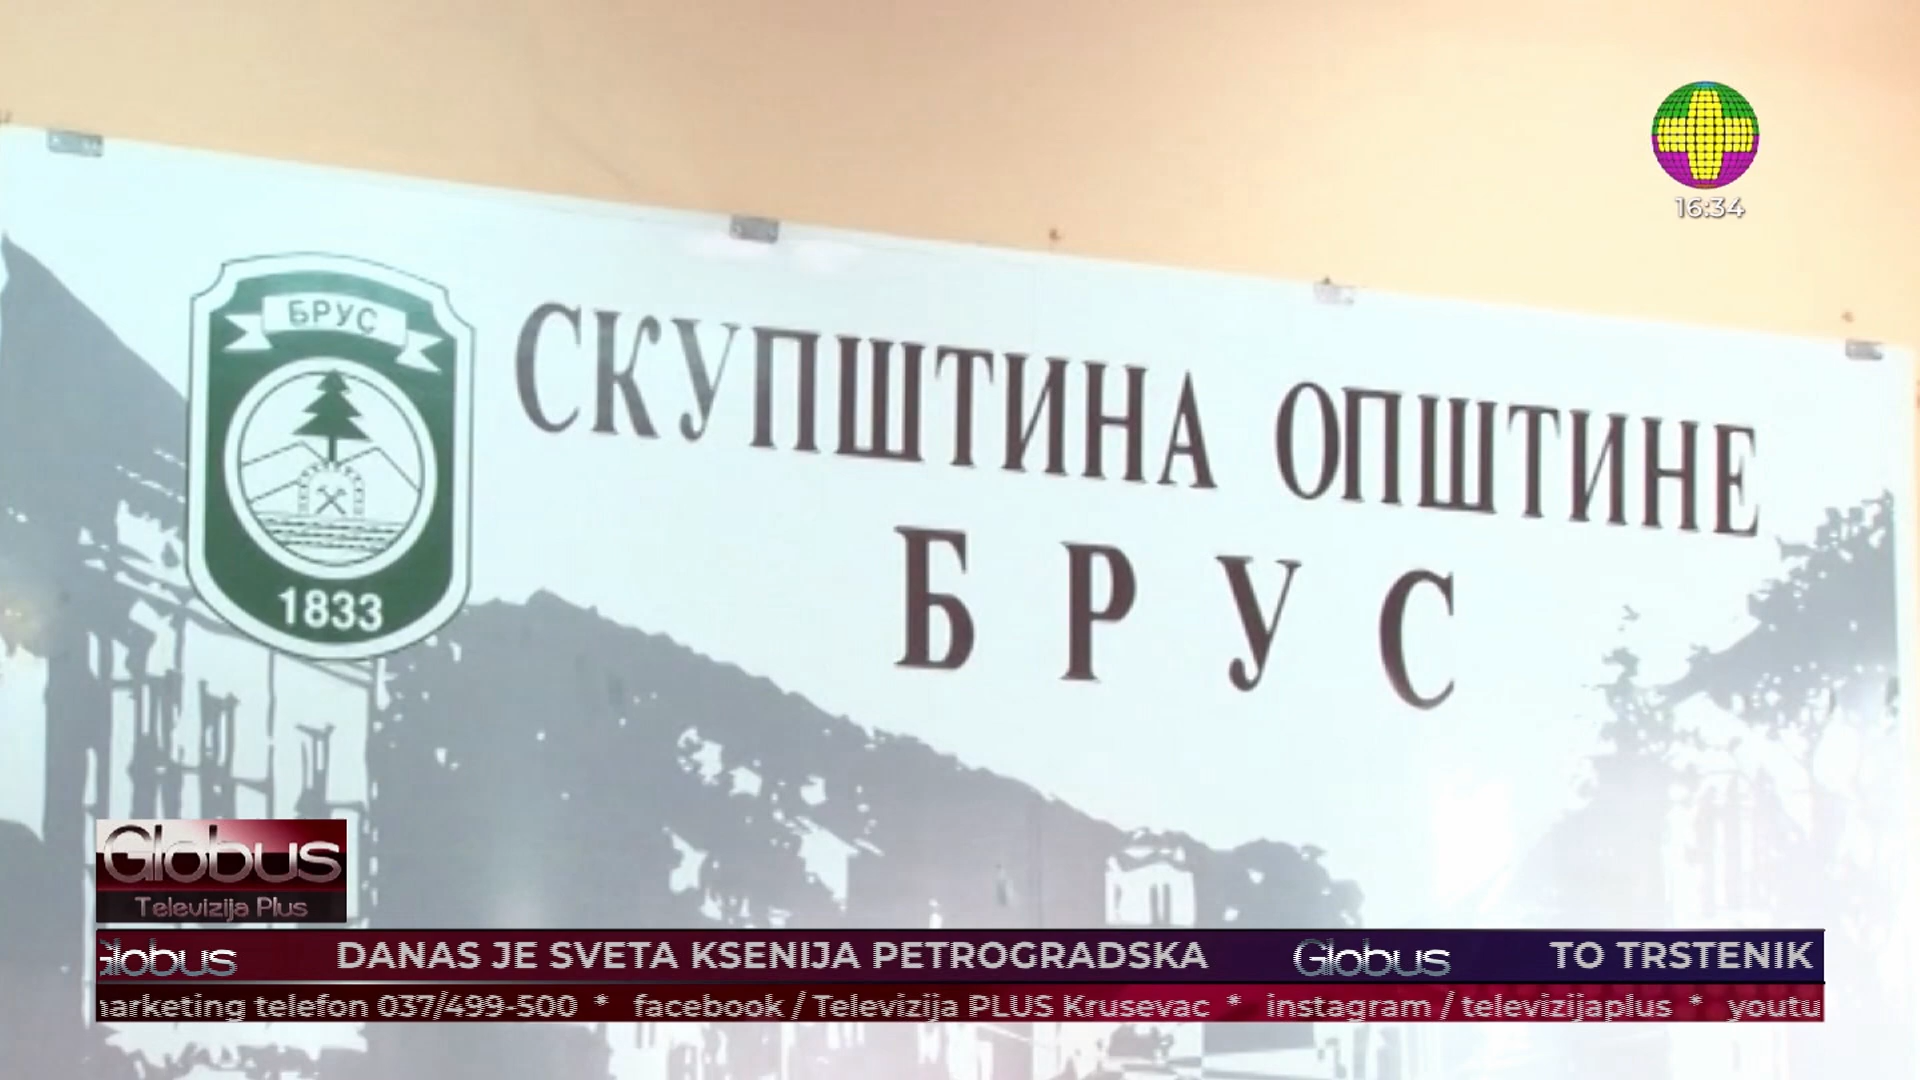 16:34
БРУС
СКУПШТИНА ОПШТИНЕ
БРУС
1833
Globus
Televizija Plus
Globus DANAS JE SVETA KSENIJA PETROGRADSKA Globus TO TRSTENIK
marketing telefon 037/499-500 * facebook / Televizija PLUS Krusevac * instagram / televizijaplus * youtu